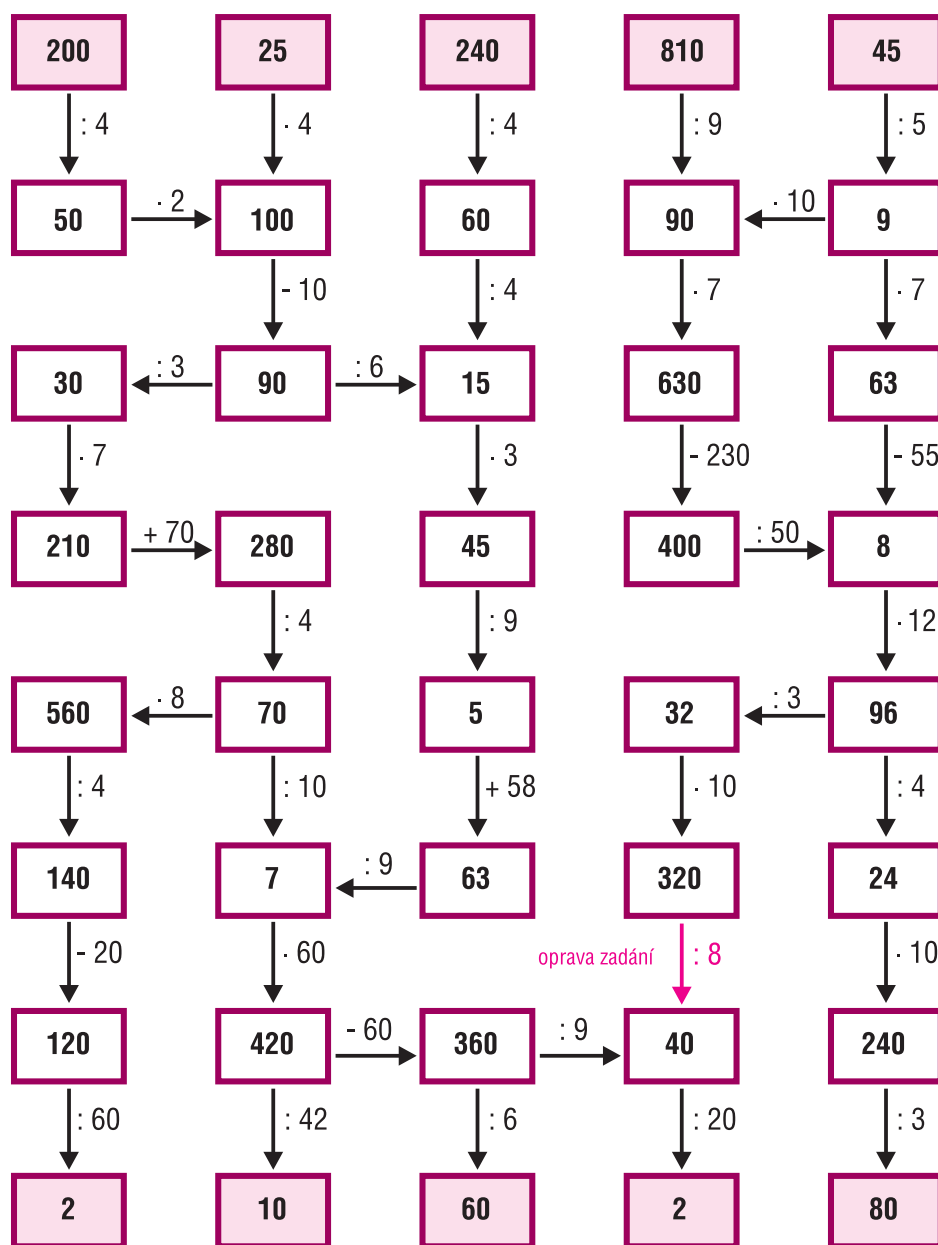 200 25 240 810 45
: 4 · 4 : 4 : 9 : 5
50 · 2 100 60 90 · 10 9
- 10 : 4 · 7 · 7
30 : 3 90 : 6 15 630 63
· 7 · 3 - 230 - 55
210 + 70 280 45 400 : 50 8
: 4 : 9 · 12
560 · 8 70 5 32 : 3 96
: 4 : 10 + 58 · 10 : 4
140 7 : 9 63 320 24
- 20 · 60 oprava zadání : 8 · 10
120 420 - 60 360 : 9 40 240
: 60 : 42 : 6 : 20 : 3
2 10 60 2 80